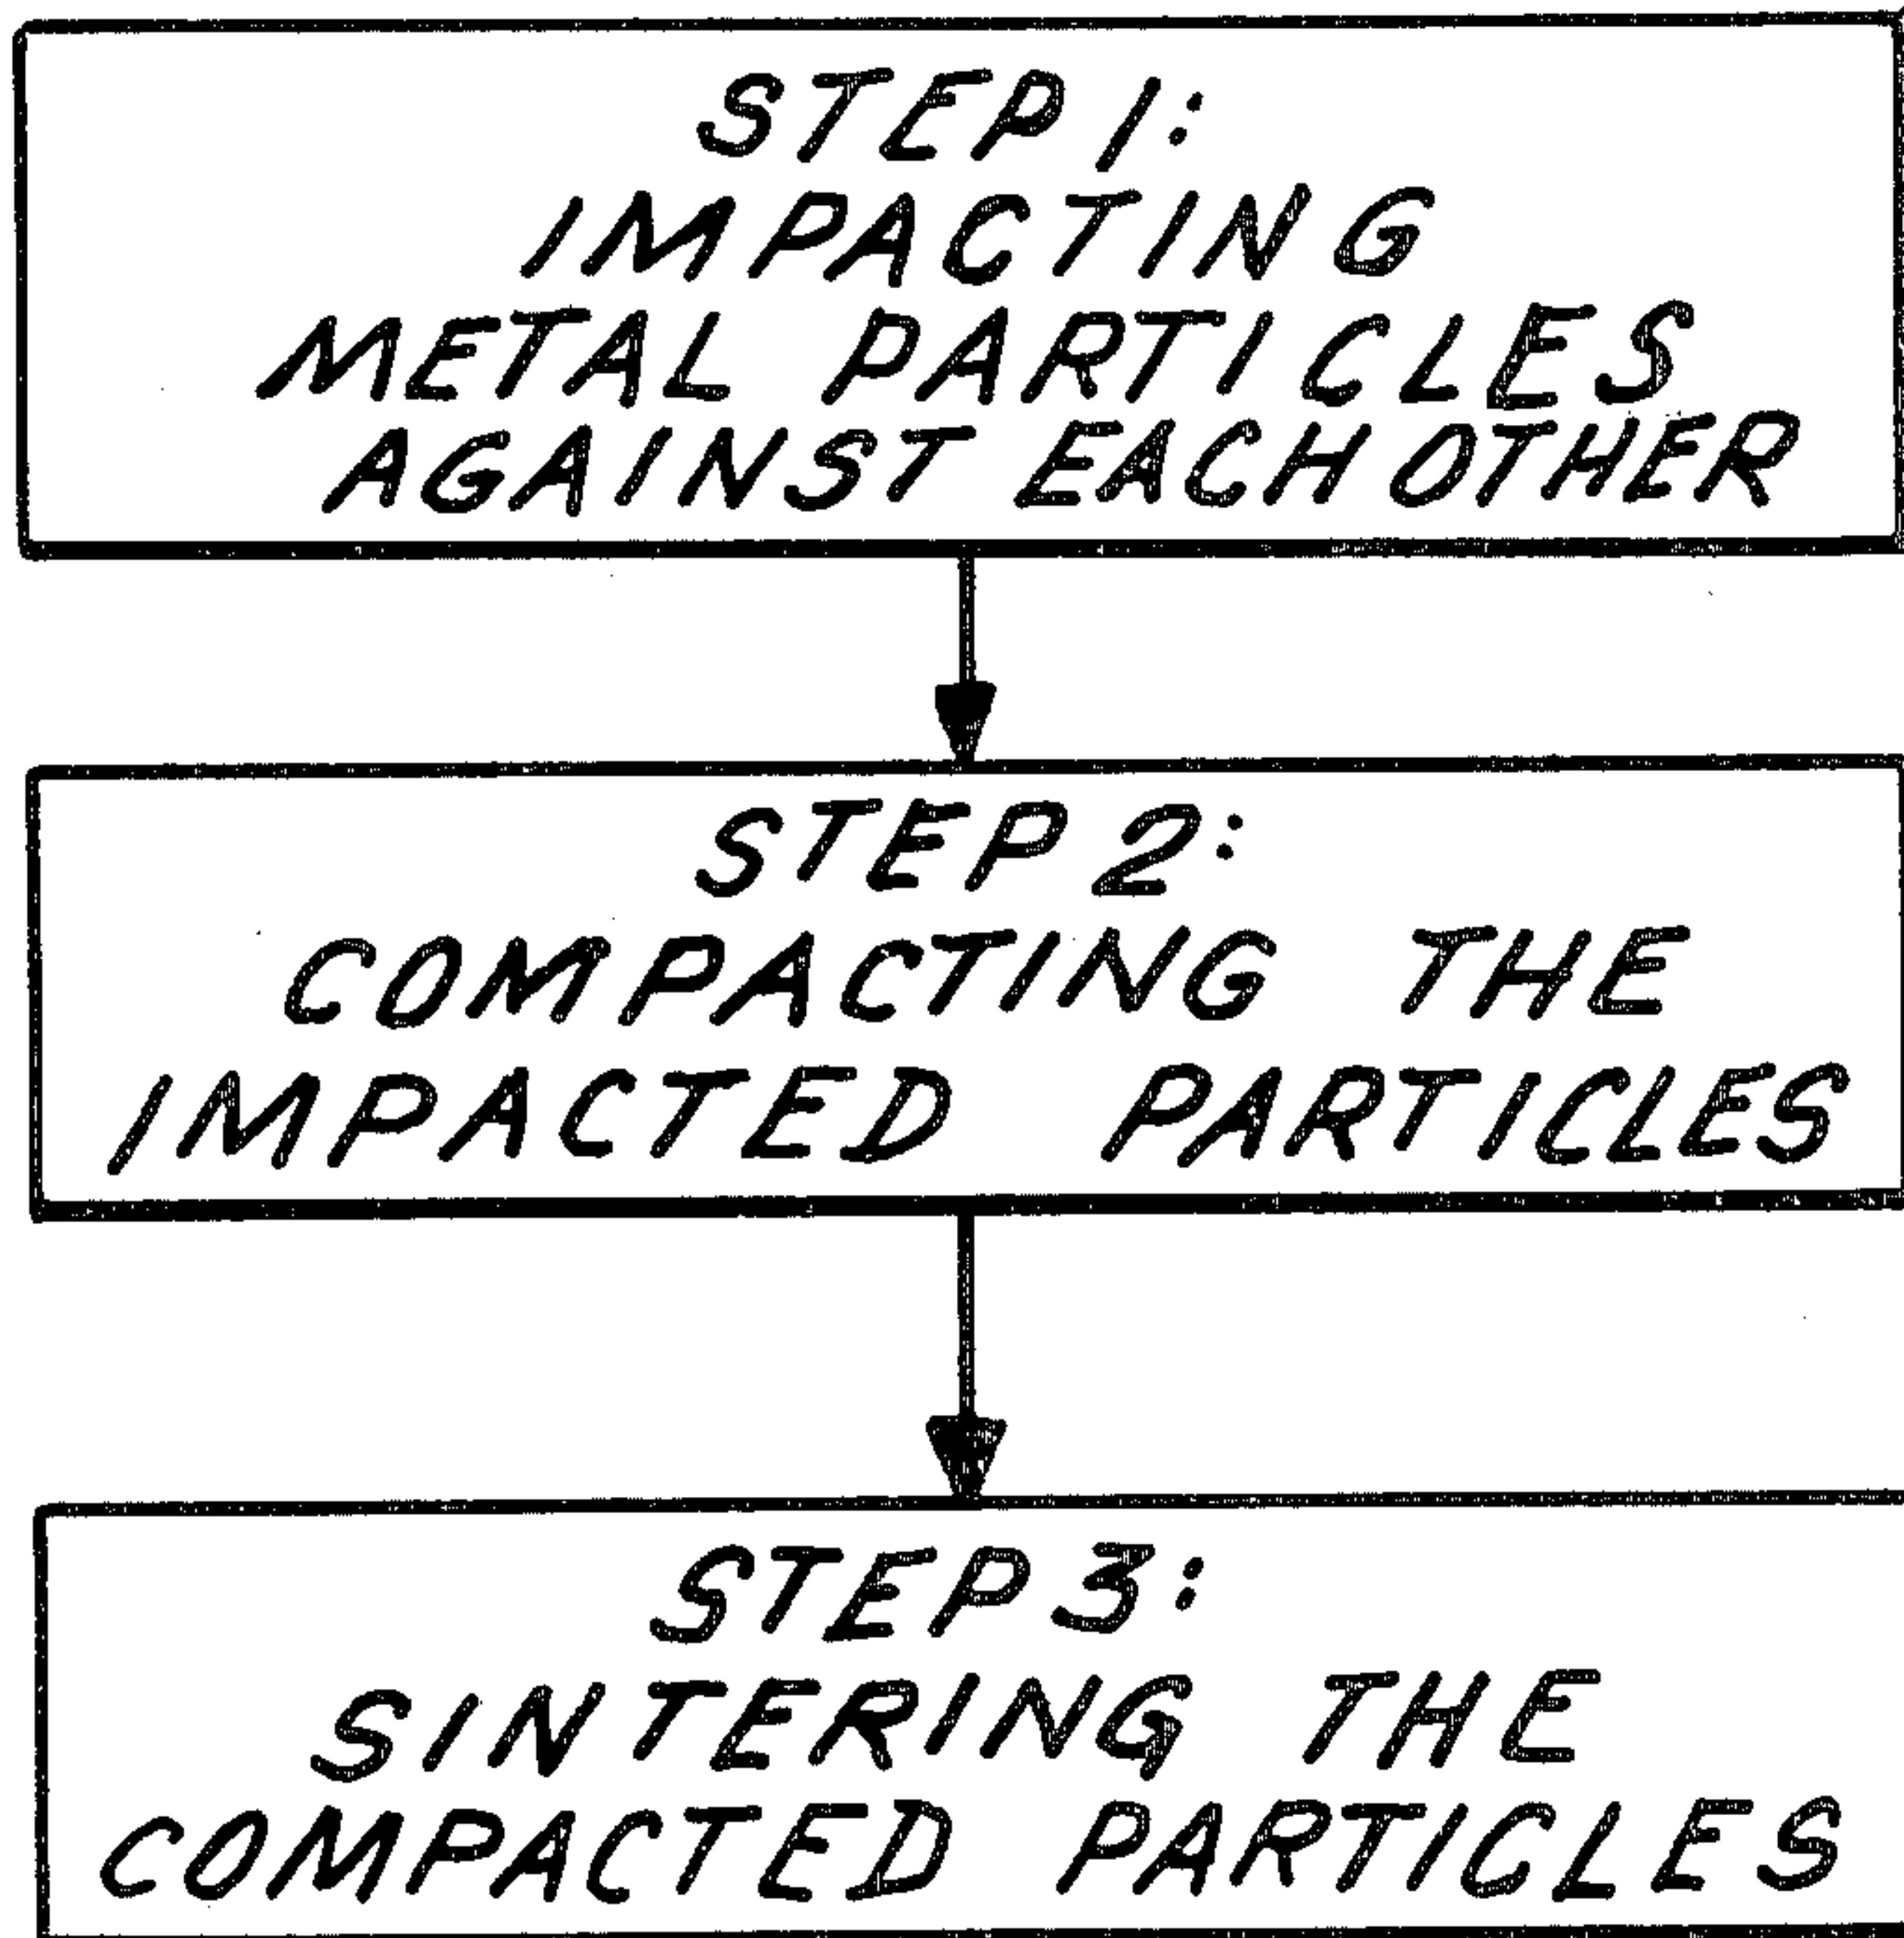 STEP 1:
IMPACTING
METAL PARTICLES
AGAINST EACH OTHER
STEP 2:
COMPACTING THE
IMPACTED PARTICLES
STEP 3:
SINTERING THE
COMPACTED PARTICLES